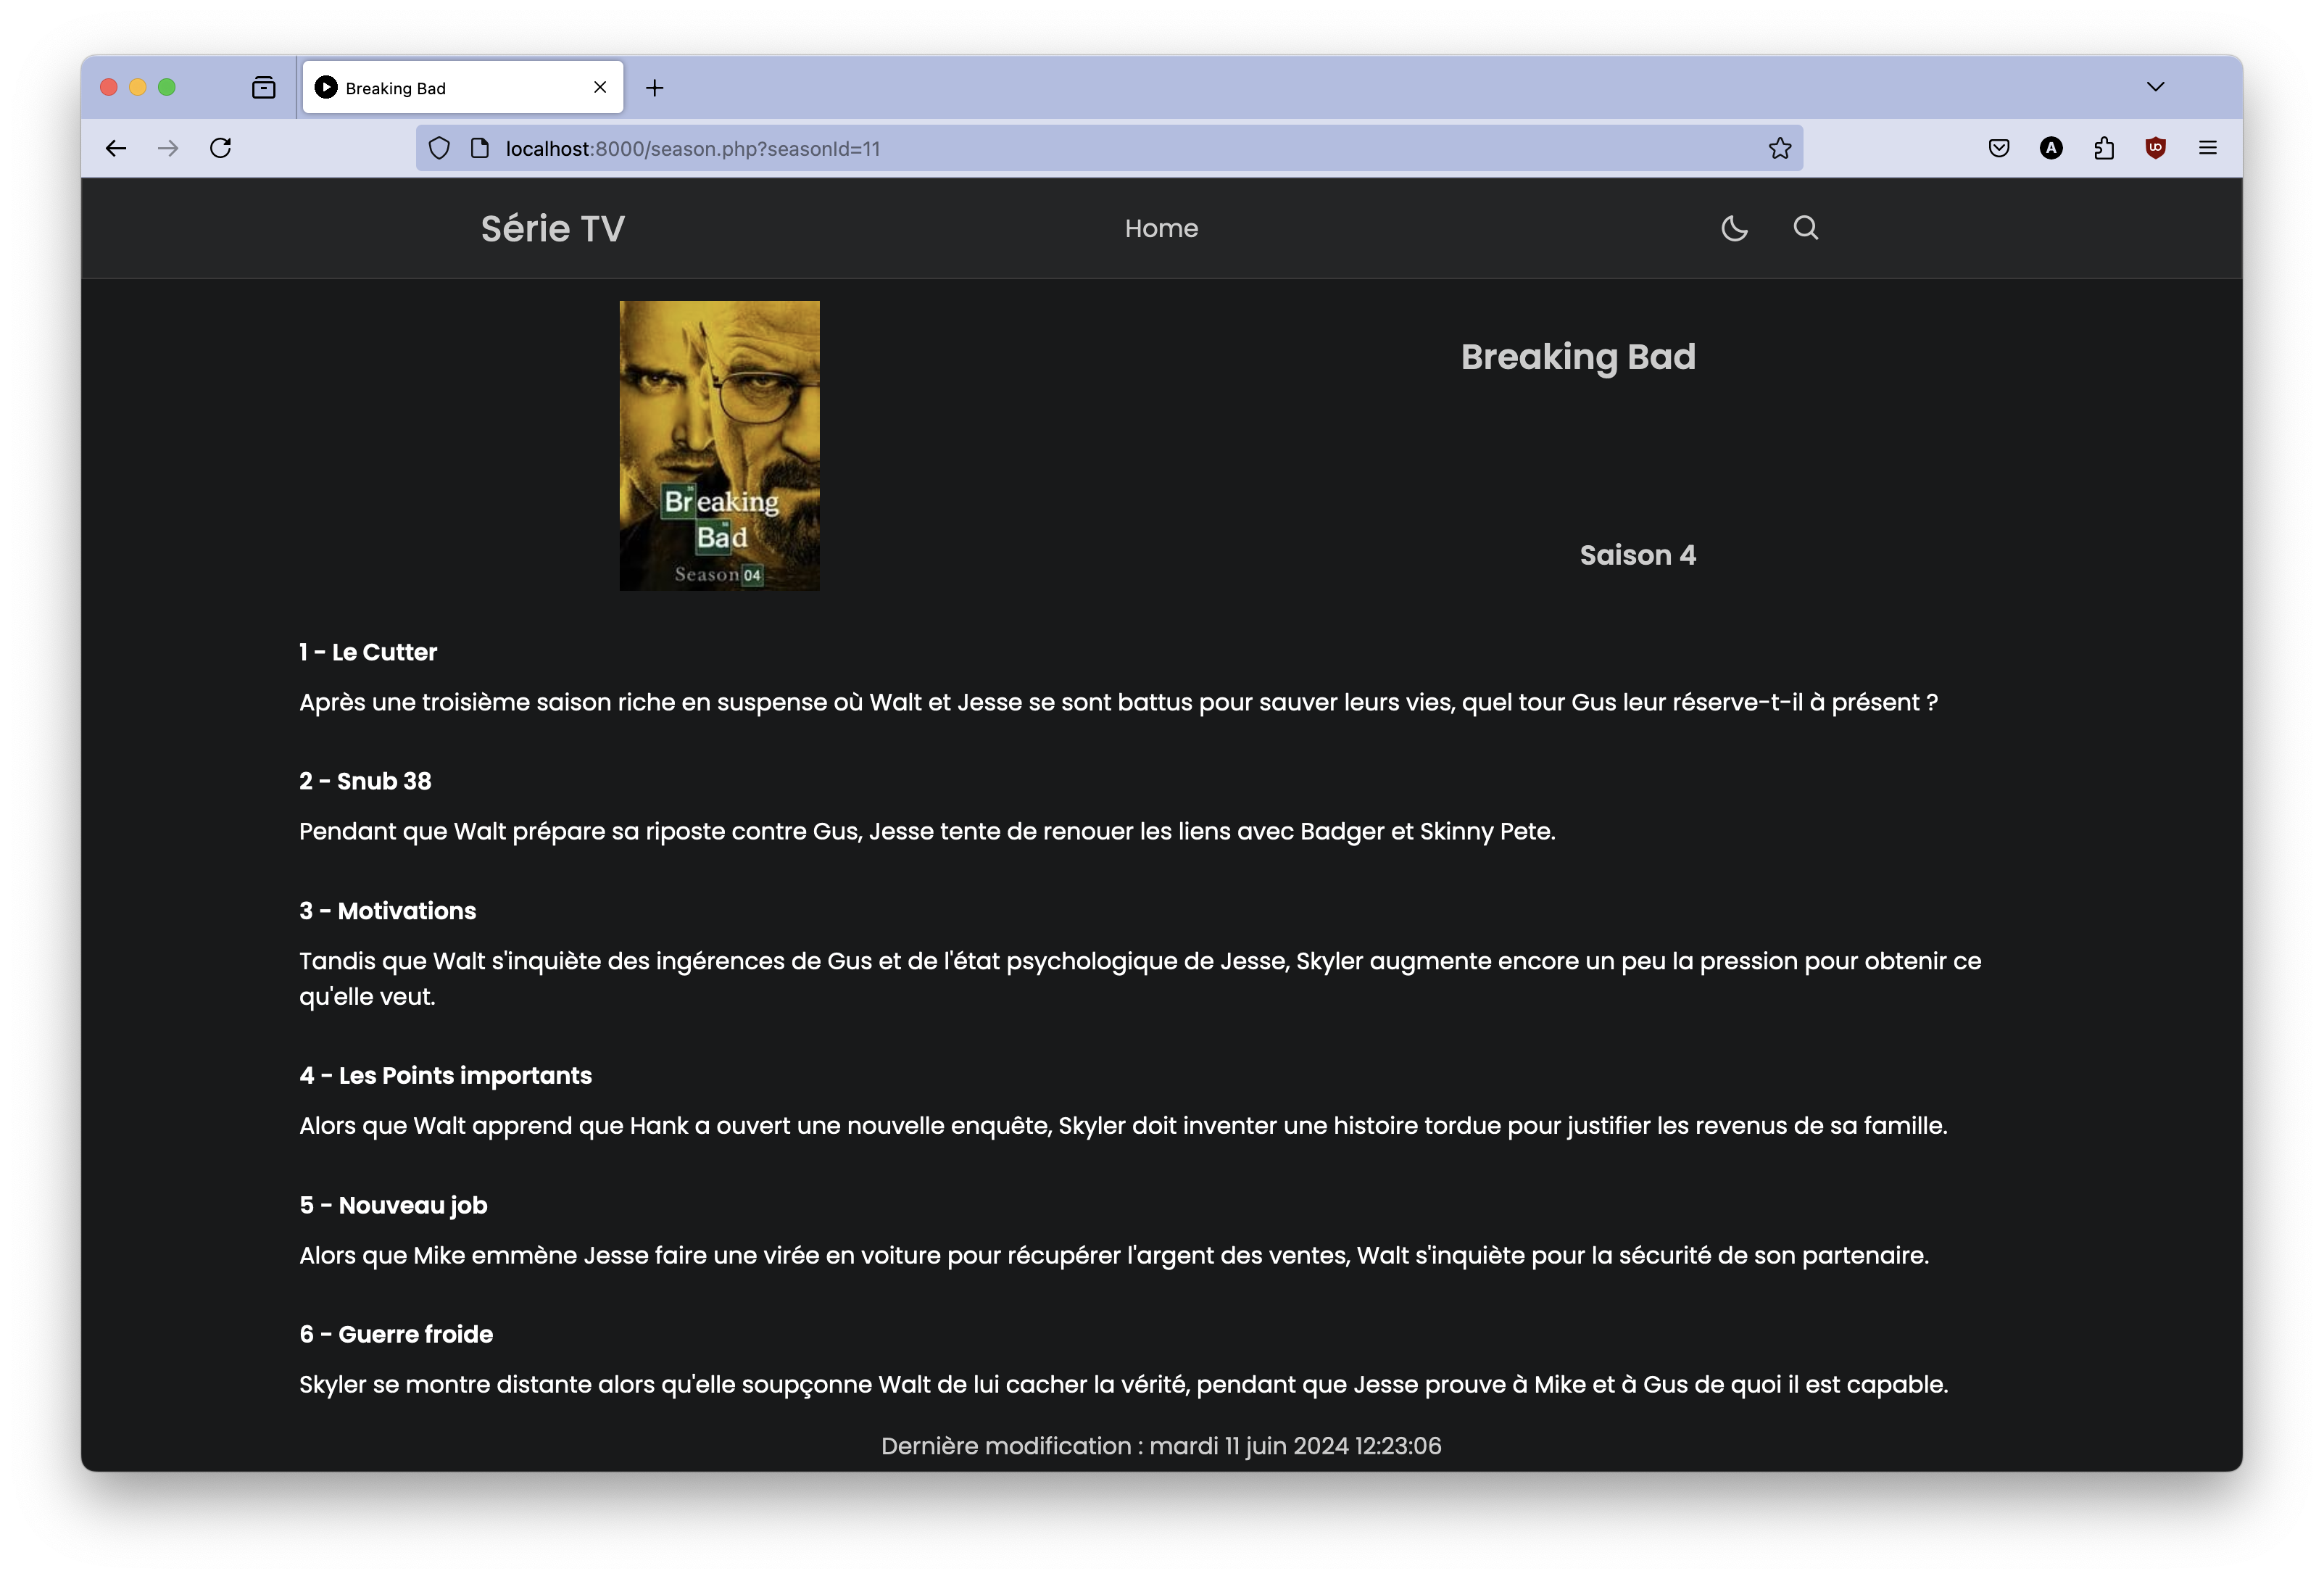 Breaking Bad
localhost:8000/season.php?seasonId=11
A
Série TV
Home
Breaking
Bad
Season 04
Breaking Bad
Saison 4
1 - Le Cutter
Après une troisième saison riche en suspense où Walt et Jesse se sont battus pour sauver leurs vies, quel tour Gus leur réserve-t-il à présent ?
2 - Snub 38
Pendant que Walt prépare sa riposte contre Gus, Jesse tente de renouer les liens avec Badger et Skinny Pete.
3 - Motivations
Tandis que Walt s'inquiète des ingérences de Gus et de l'état psychologique de Jesse, Skyler augmente encore un peu la pression pour obtenir ce
qu'elle veut.
4 - Les Points importants
Alors que Walt apprend que Hank a ouvert une nouvelle enquête, Skyler doit inventer une histoire tordue pour justifier les revenus de sa famille.
5 - Nouveau job
Alors que Mike emmène Jesse faire une virée en voiture pour récupérer l'argent des ventes, Walt s'inquiète pour la sécurité de son partenaire.
6 - Guerre froide
Skyler se montre distante alors qu'elle soupçonne Walt de lui cacher la vérité, pendant que Jesse prouve à Mike et à Gus de quoi il est capable.
Dernière modification : mardi 11 juin 2024 12:23:06